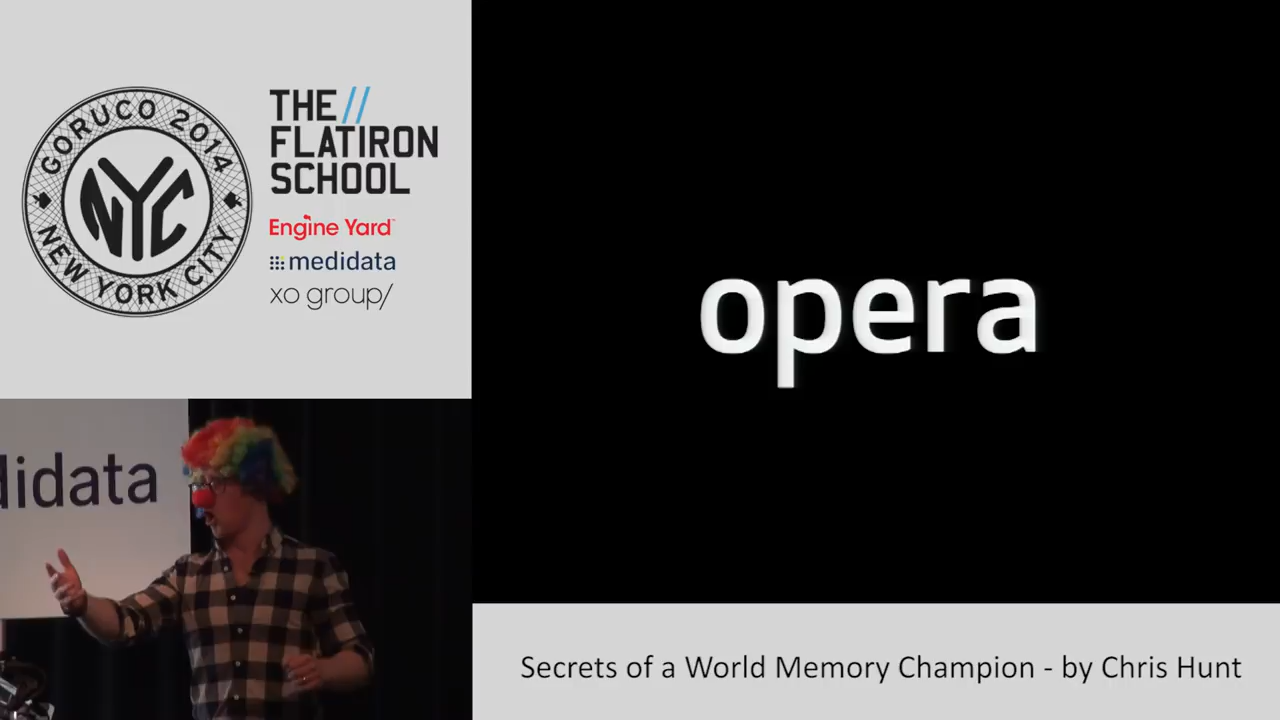 GORUCO 2014
NYC
NEW YORK CITY
THE //
FLATIRON
SCHOOL
Engine Yard
medidata
xo group/
opera
didata
Secrets of a World Memory Champion - by Chris Hunt